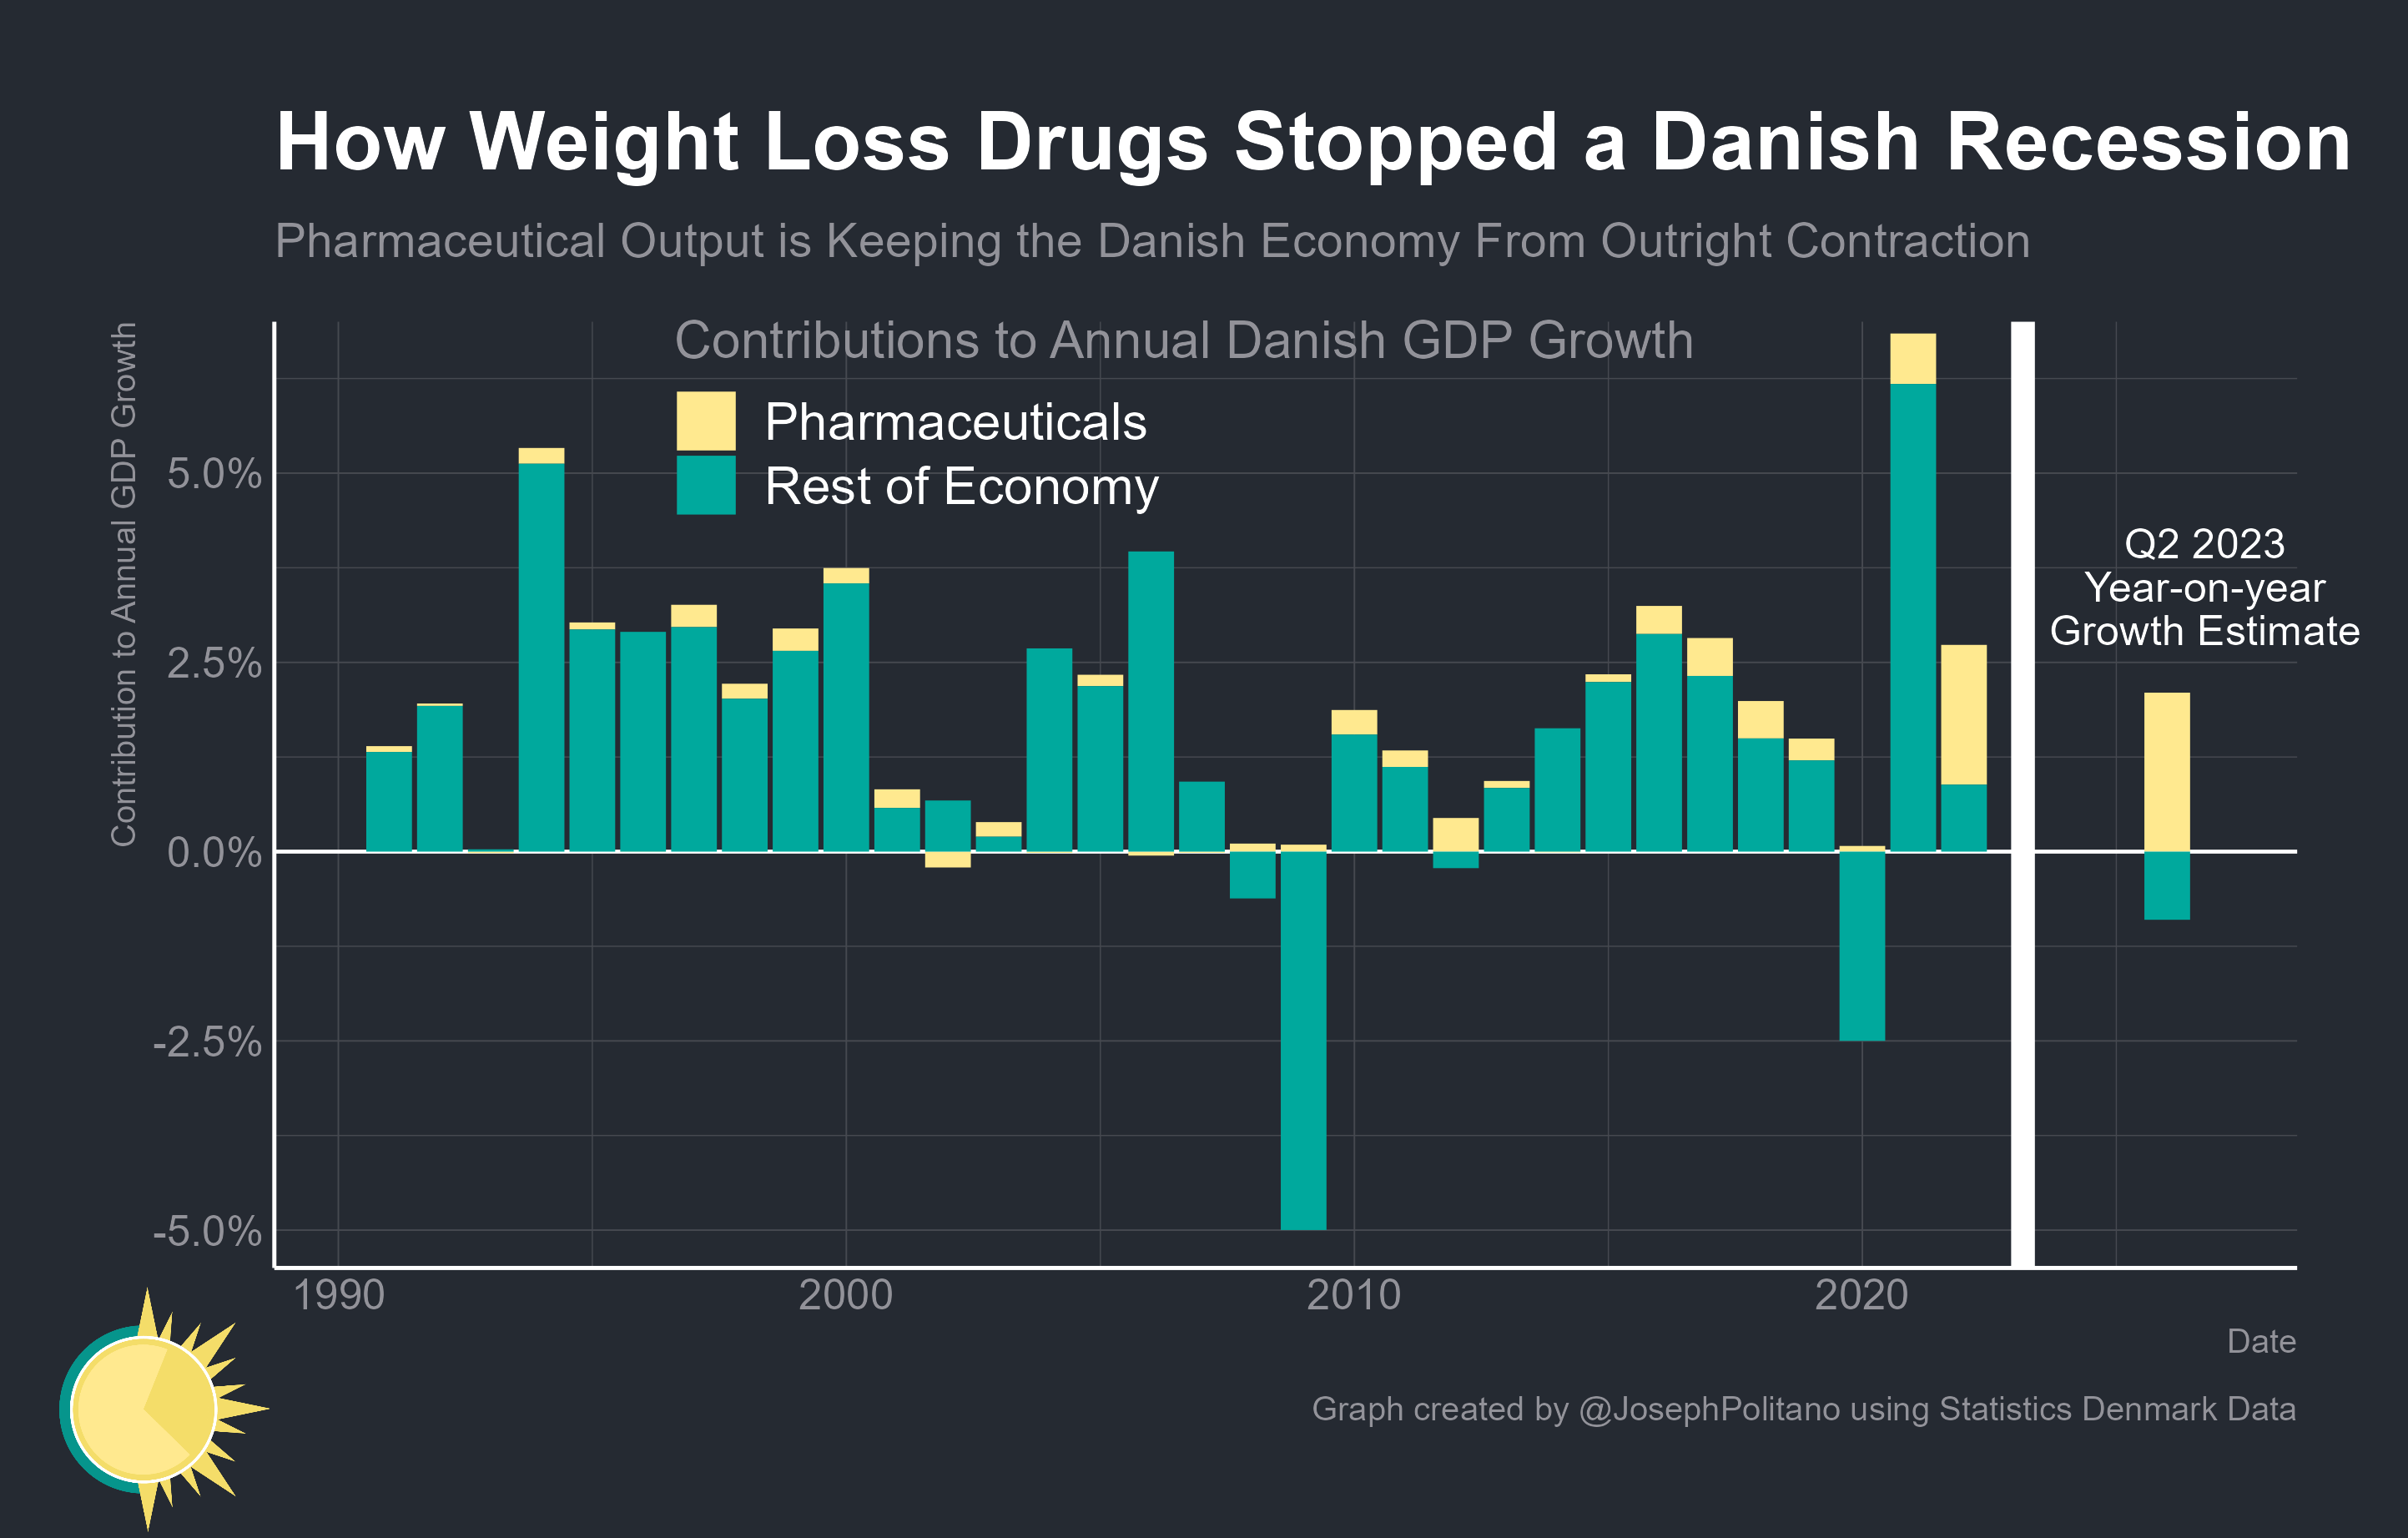 How Weight Loss Drugs Stopped a Danish Recession
Pharmaceutical Output is Keeping the Danish Economy From Outright Contraction
Contributions to Annual Danish GDP Growth
Pharmaceuticals
Rest of Economy
Contribution to Annual GDP Growth
5.0%
2.5%
0.0%
-2.5%
-5.0%
Q2 2023
Year-on-year
Growth Estimate
1990 2000 2010 2020
Date
Graph created by @JosephPolitano using Statistics Denmark Data